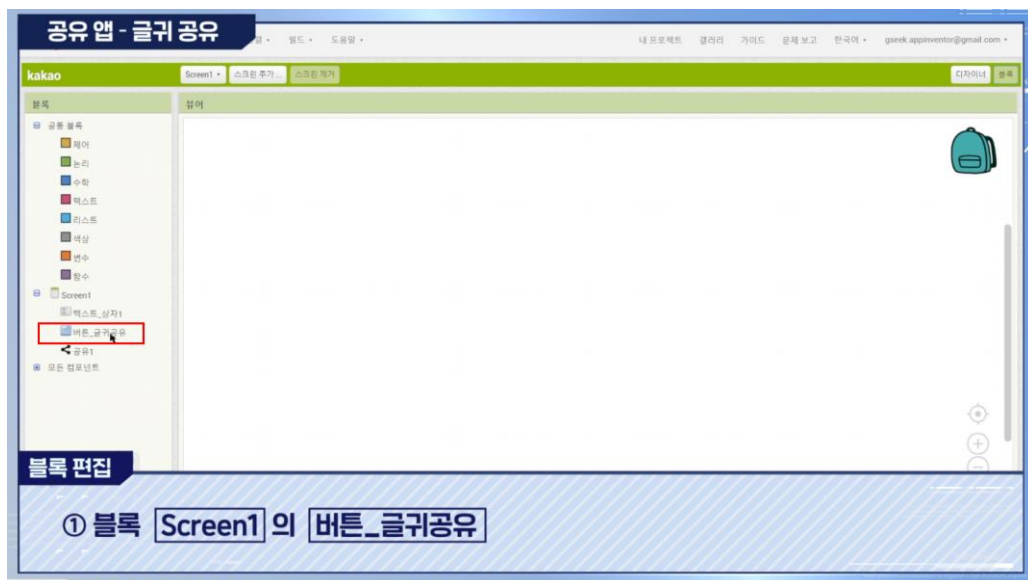 공유 앱 - 글귀 공유
빌드 도움말 내 프로젝트 갤러리 가이드 문제 보고 한국어 gseek.appinventor@gmail.com
kakao Screen1 스크린 추가 ... 스크린 제거 디자이너 블록
블록 뷰어
공통 블록
제어
논리
수학
텍스트
리스트
색상
변수
함수
Screen1
텍스트_상자1
버튼_글귀공유
공유1
모든 컴포넌트
블록 편집
① 블록 Screen1 의 버튼_글귀공유